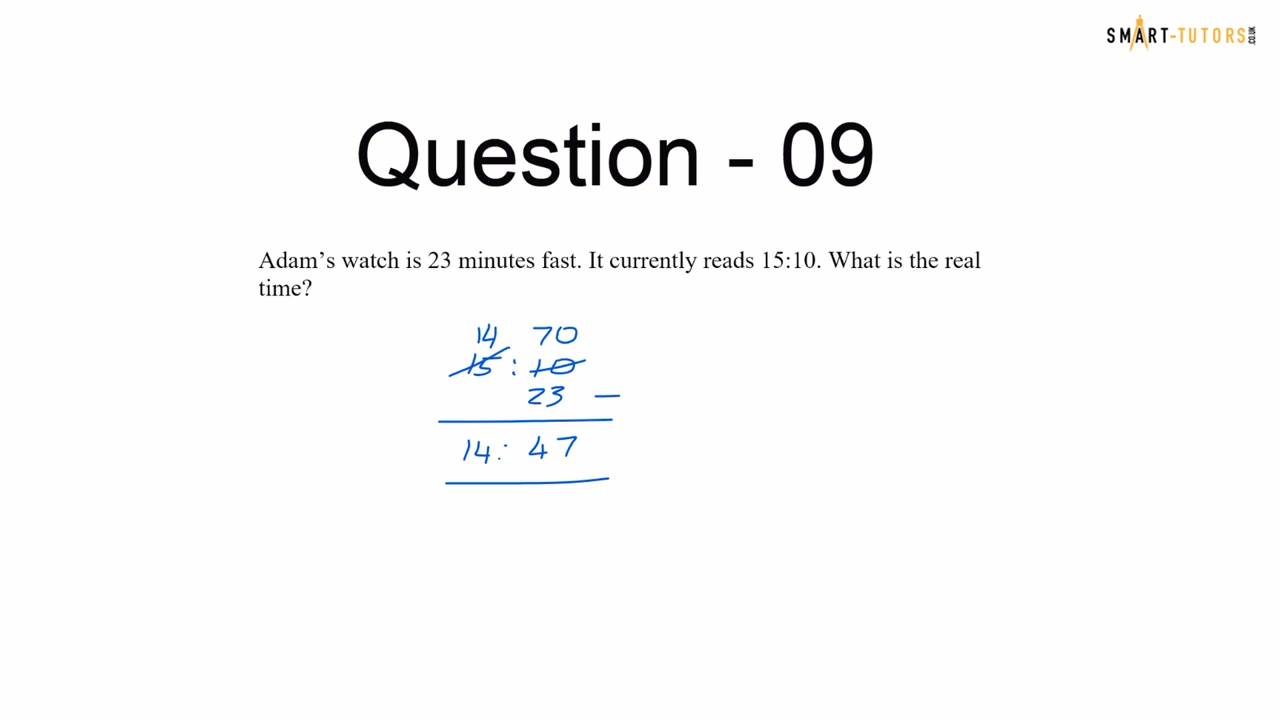 SMART-TUTORS.CO.UK
Question - 09
Adam’s watch is 23 minutes fast. It currently reads 15:10. What is the real
time?
14 70
15 : 10
23 —
14 : 47